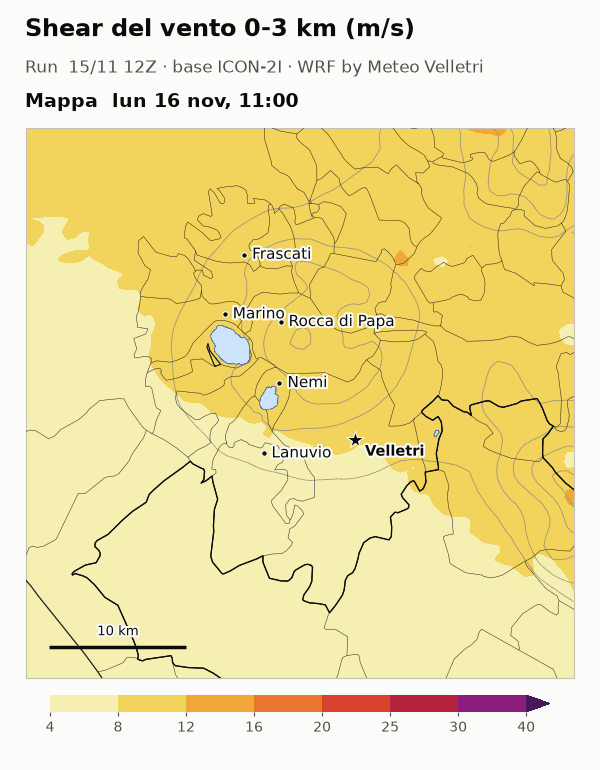 Shear del vento 0-3 km (m/s)
Run  15/11 12Z · base ICON-2I · WRF by Meteo Velletri
Mappa  lun 16 nov, 11:00
Frascati
Marino
Rocca di Papa
Nemi
Velletri
Lanuvio
10 km
4 8 12 16 20 25 30 40